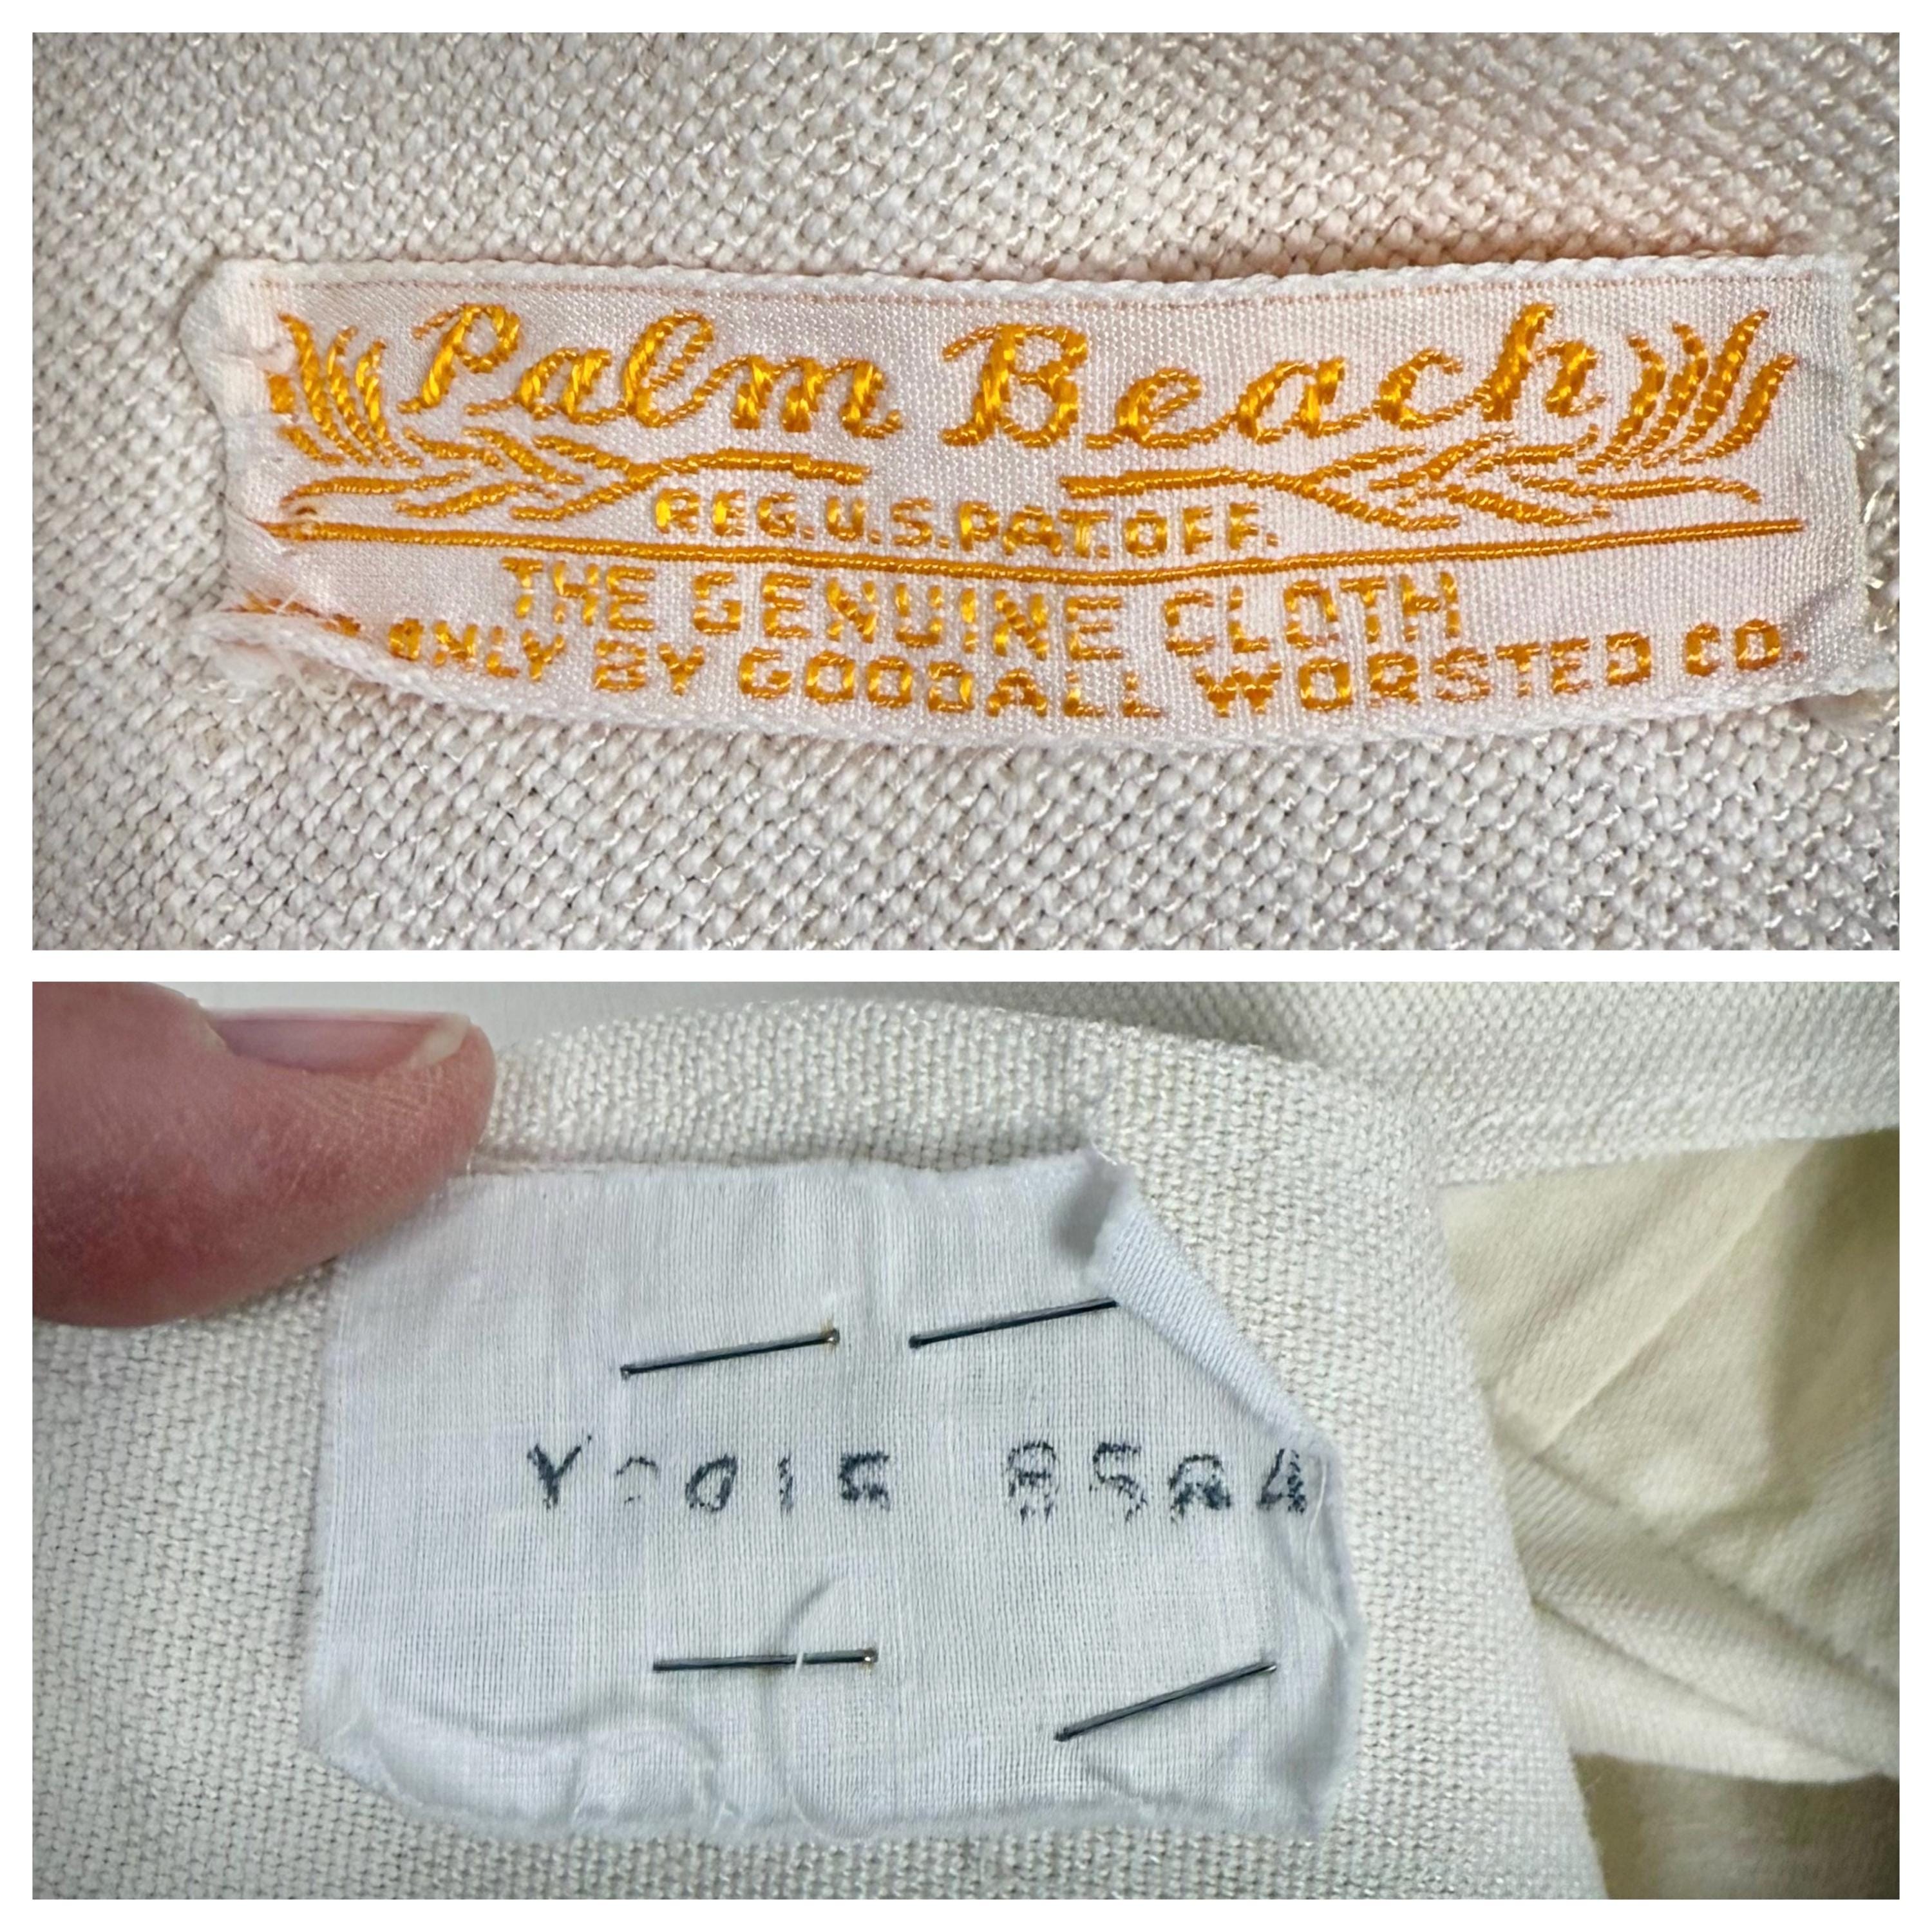 Palm Beach
REG.U.S.PAT.OFF.
THE GENUINE CLOTH
ONLY BY GOODALL WORSTED CO.